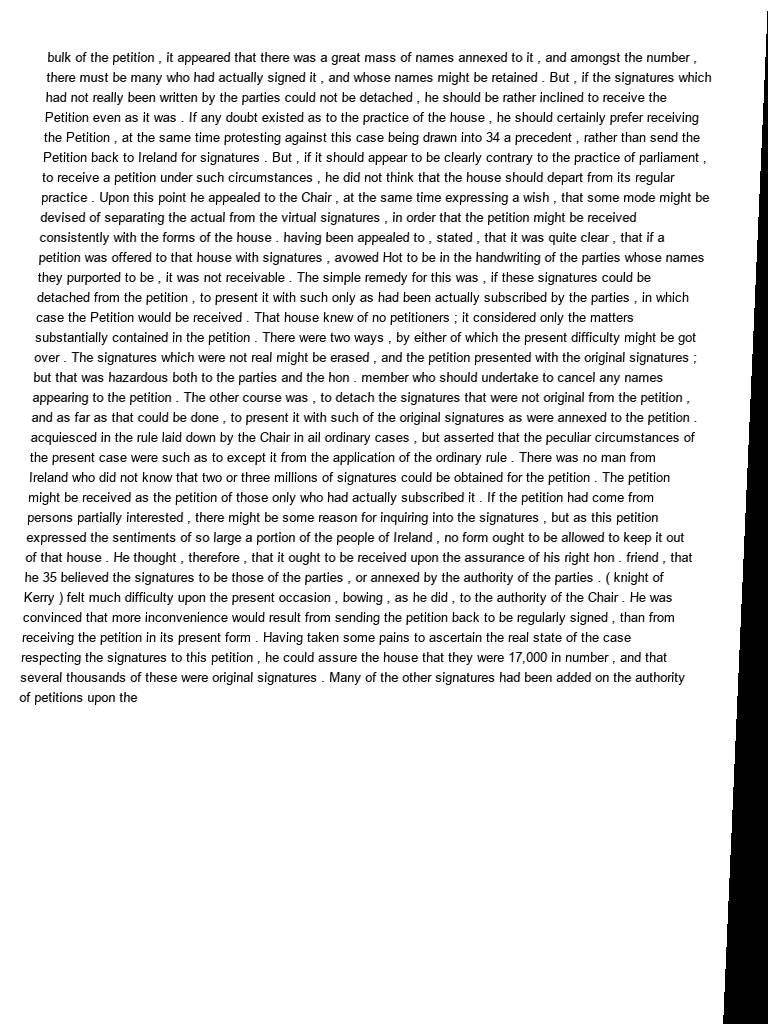 bulk of the petition , it appeared that there was a great mass of names annexed to it , and amongst the number ,
there must be many who had actually signed it , and whose names might be retained . But , if the signatures which
had not really been written by the parties could not be detached , he should be rather inclined to receive the
Petition even as it was . If any doubt existed as to the practice of the house , he should certainly prefer receiving
the Petition , at the same time protesting against this case being drawn into 34 a precedent , rather than send the
Petition back to Ireland for signatures . But , if it should appear to be clearly contrary to the practice of parliament ,
to receive a petition under such circumstances , he did not think that the house should depart from its regular
practice . Upon this point he appealed to the Chair , at the same time expressing a wish , that some mode might be
devised of separating the actual from the virtual signatures , in order that the petition might be received
consistently with the forms of the house . having been appealed to , stated , that it was quite clear , that if a
petition was offered to that house with signatures , avowed Hot to be in the handwriting of the parties whose names
they purported to be , it was not receivable . The simple remedy for this was , if these signatures could be
detached from the petition , to present it with such only as had been actually subscribed by the parties , in which
case the Petition would be received . That house knew of no petitioners ; it considered only the matters
substantially contained in the petition . There were two ways , by either of which the present difficulty might be got
over . The signatures which were not real might be erased , and the petition presented with the original signatures ;
but that was hazardous both to the parties and the hon . member who should undertake to cancel any names
appearing to the petition . The other course was , to detach the signatures that were not original from the petition ,
and as far as that could be done , to present it with such of the original signatures as were annexed to the petition .
acquiesced in the rule laid down by the Chair in ail ordinary cases , but asserted that the peculiar circumstances of
the present case were such as to except it from the application of the ordinary rule . There was no man from
Ireland who did not know that two or three millions of signatures could be obtained for the petition . The petition
might be received as the petition of those only who had actually subscribed it . If the petition had come from
persons partially interested , there might be some reason for inquiring into the signatures , but as this petition
expressed the sentiments of so large a portion of the people of Ireland , no form ought to be allowed to keep it out
of that house . He thought , therefore , that it ought to be received upon the assurance of his right hon . friend , that
he 35 believed the signatures to be those of the parties , or annexed by the authority of the parties . ( knight of
Kerry ) felt much difficulty upon the present occasion , bowing , as he did , to the authority of the Chair . He was
convinced that more inconvenience would result from sending the petition back to be regularly signed , than from
receiving the petition in its present form . Having taken some pains to ascertain the real state of the case
respecting the signatures to this petition , he could assure the house that they were 17,000 in number , and that
several thousands of these were original signatures . Many of the other signatures had been added on the authority
of petitions upon the